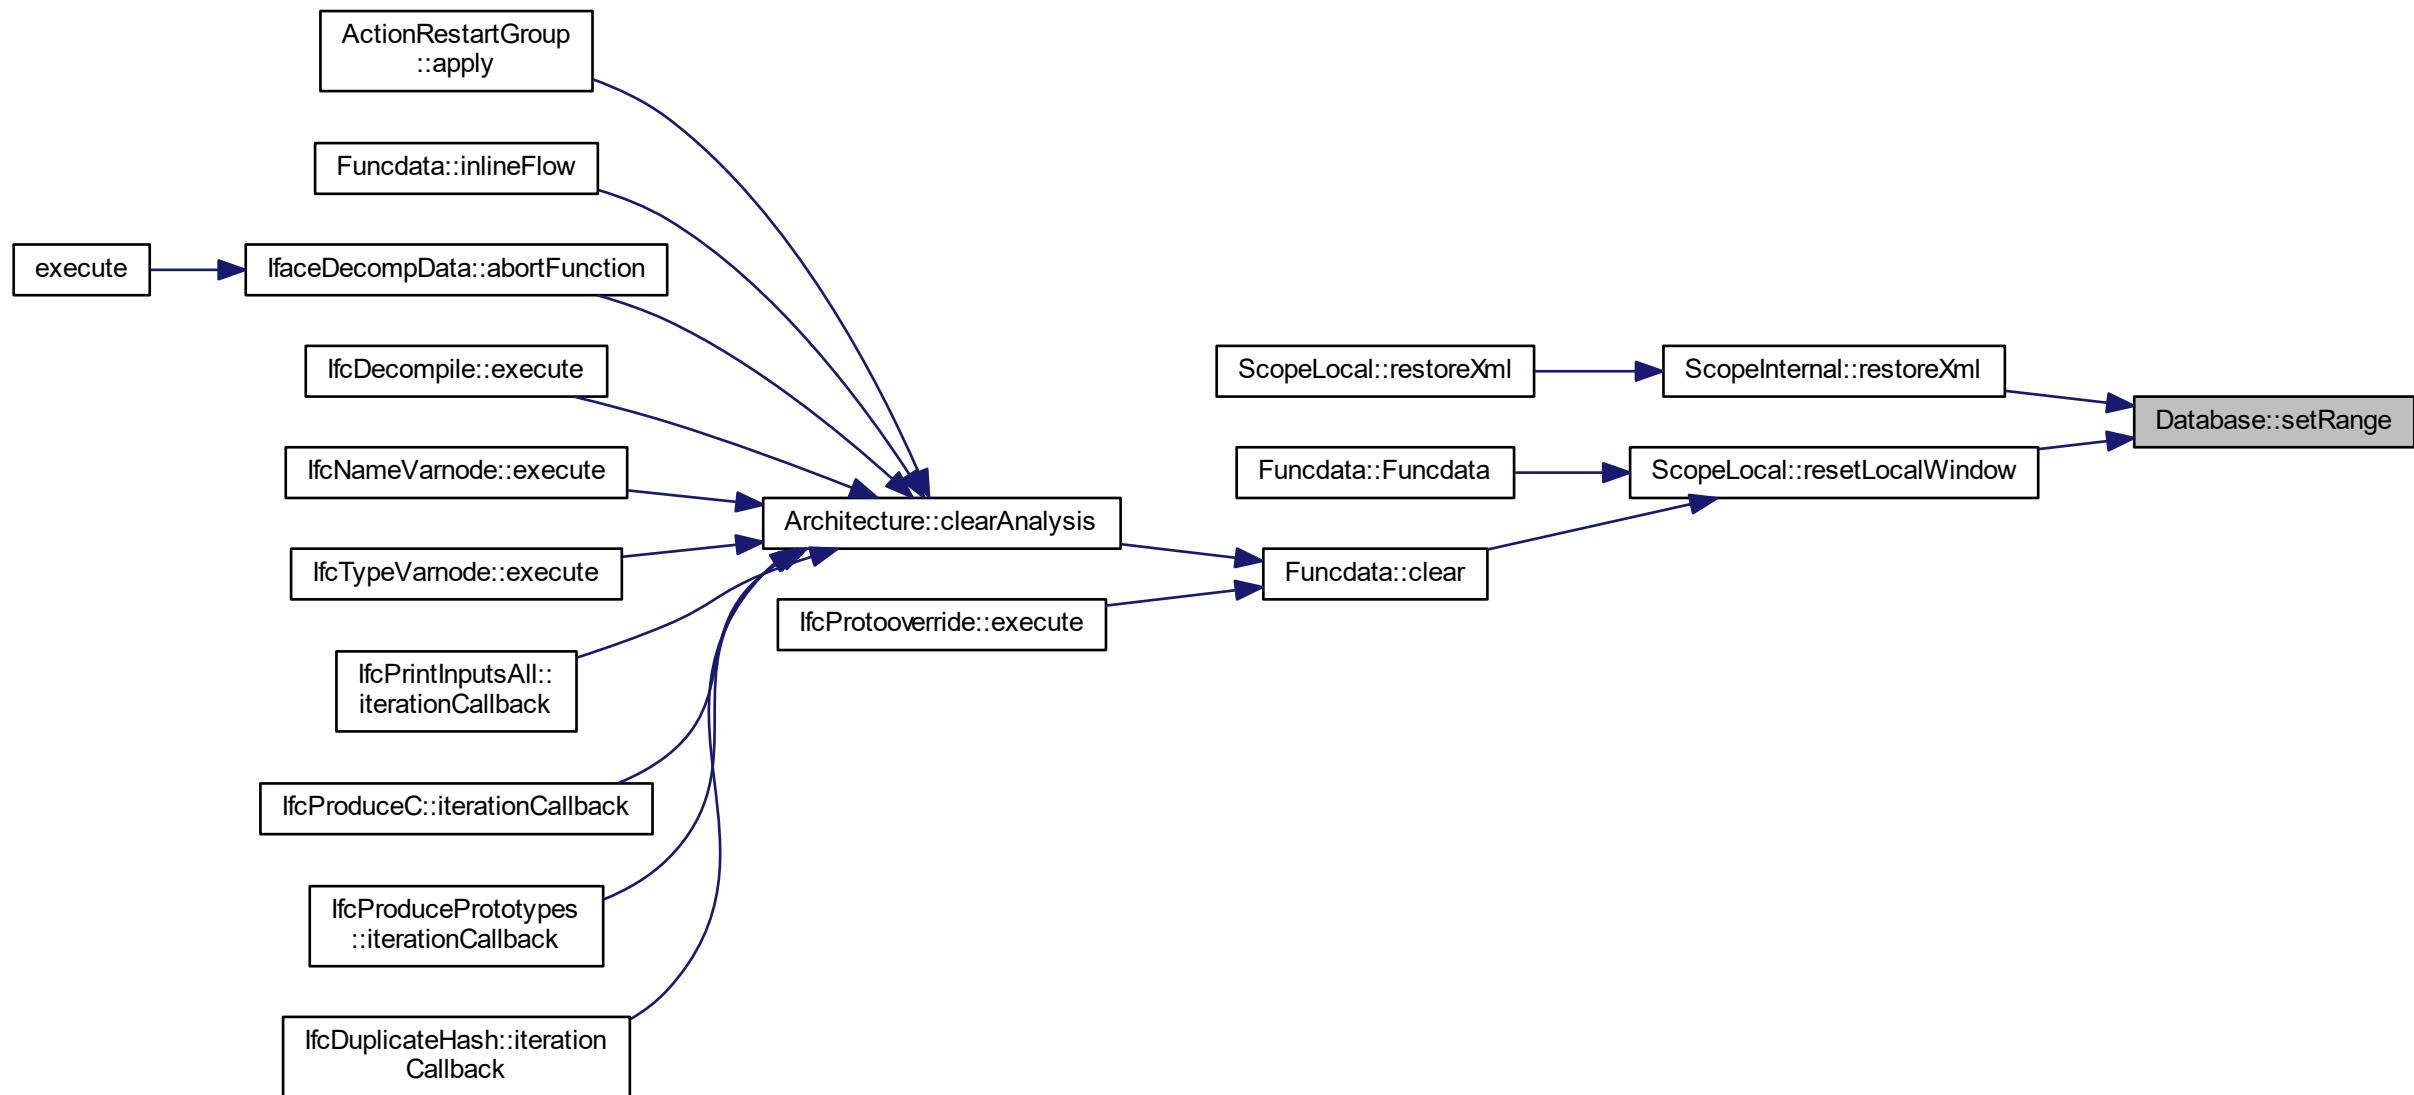 ActionRestartGroup
::apply
Funcdata::inlineFlow
execute
IfaceDecompData::abortFunction
IfcDecompile::execute
IfcNameVarnode::execute
IfcTypeVarnode::execute
IfcPrintInputsAll::
iterationCallback
IfcProduceC::iterationCallback
IfcProducePrototypes
::iterationCallback
IfcDuplicateHash::iteration
Callback
Architecture::clearAnalysis
IfcProtooverride::execute
ScopeLocal::restoreXml
Funcdata::Funcdata
Funcdata::clear
ScopeInternal::restoreXml
ScopeLocal::resetLocalWindow
Database::setRange